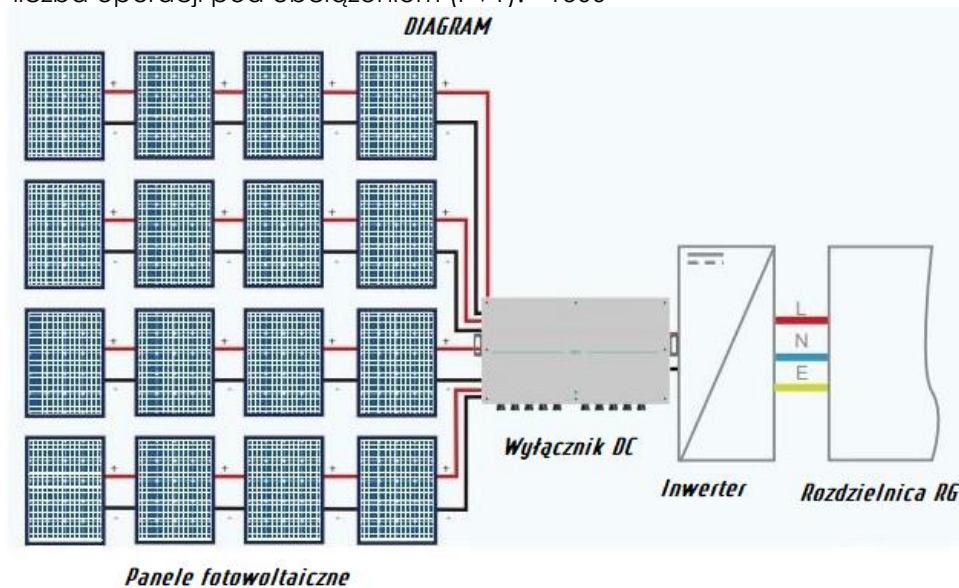 DIAGRAM
+ + + +
- - - -
+ + + +
- - - -
+ + + +
- - - -
+ + + +
- - - -
L
N
E
Wyłącznik DC
Inwerter
Rozdzielnica RG
Panele fotowoltaiczne